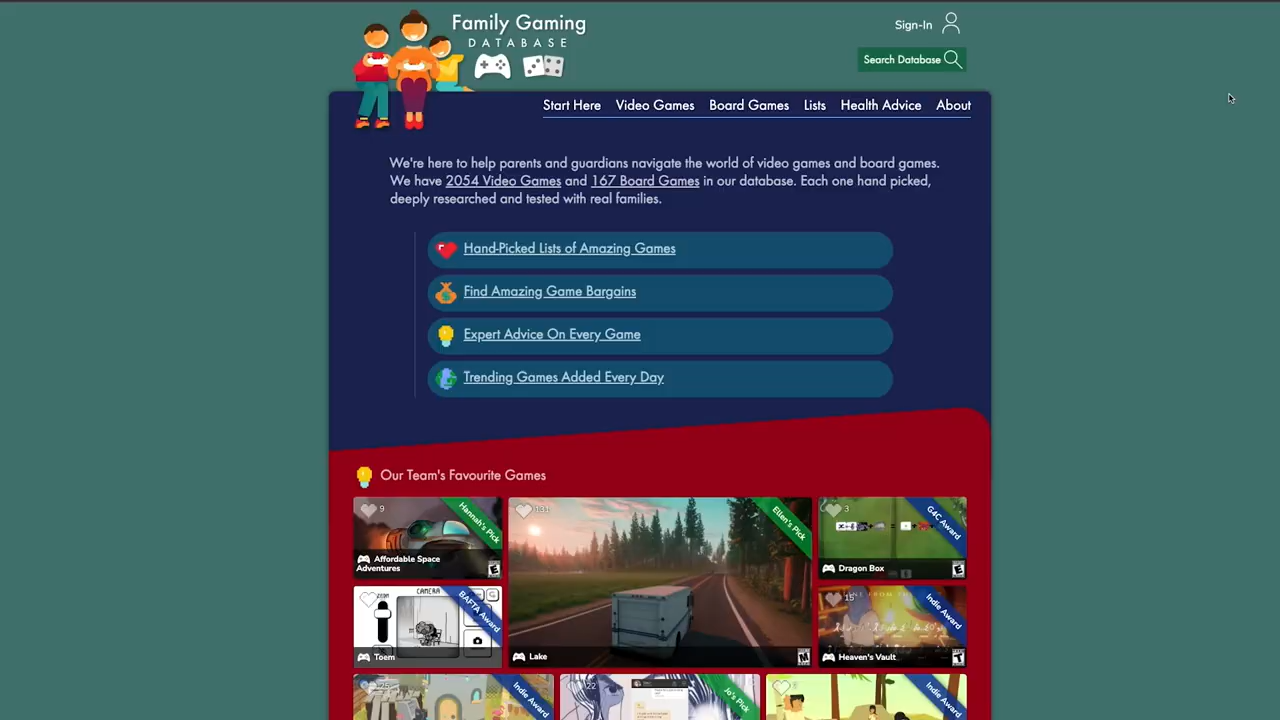 Family Gaming
DATABASE
Sign-In
Search Database
Start Here Video Games Board Games Lists Health Advice About
We're here to help parents and guardians navigate the world of video games and board games.
We have 2054 Video Games and 167 Board Games in our database. Each one hand picked,
deeply researched and tested with real families.
Hand-Picked Lists of Amazing Games
Find Amazing Game Bargains
Expert Advice On Every Game
Trending Games Added Every Day
Our Team's Favourite Games
9
Hannah's Pick
Affordable Space
Adventures
E
131
Ellen's Pick
Lake
M
3
G4C Award
Dragon Box
E
CAMERA
BAFTA Award
Toem
E
15
Indie Award
Heaven's Vault
T
Indie Award
22
Jo's Pick
Indie Award